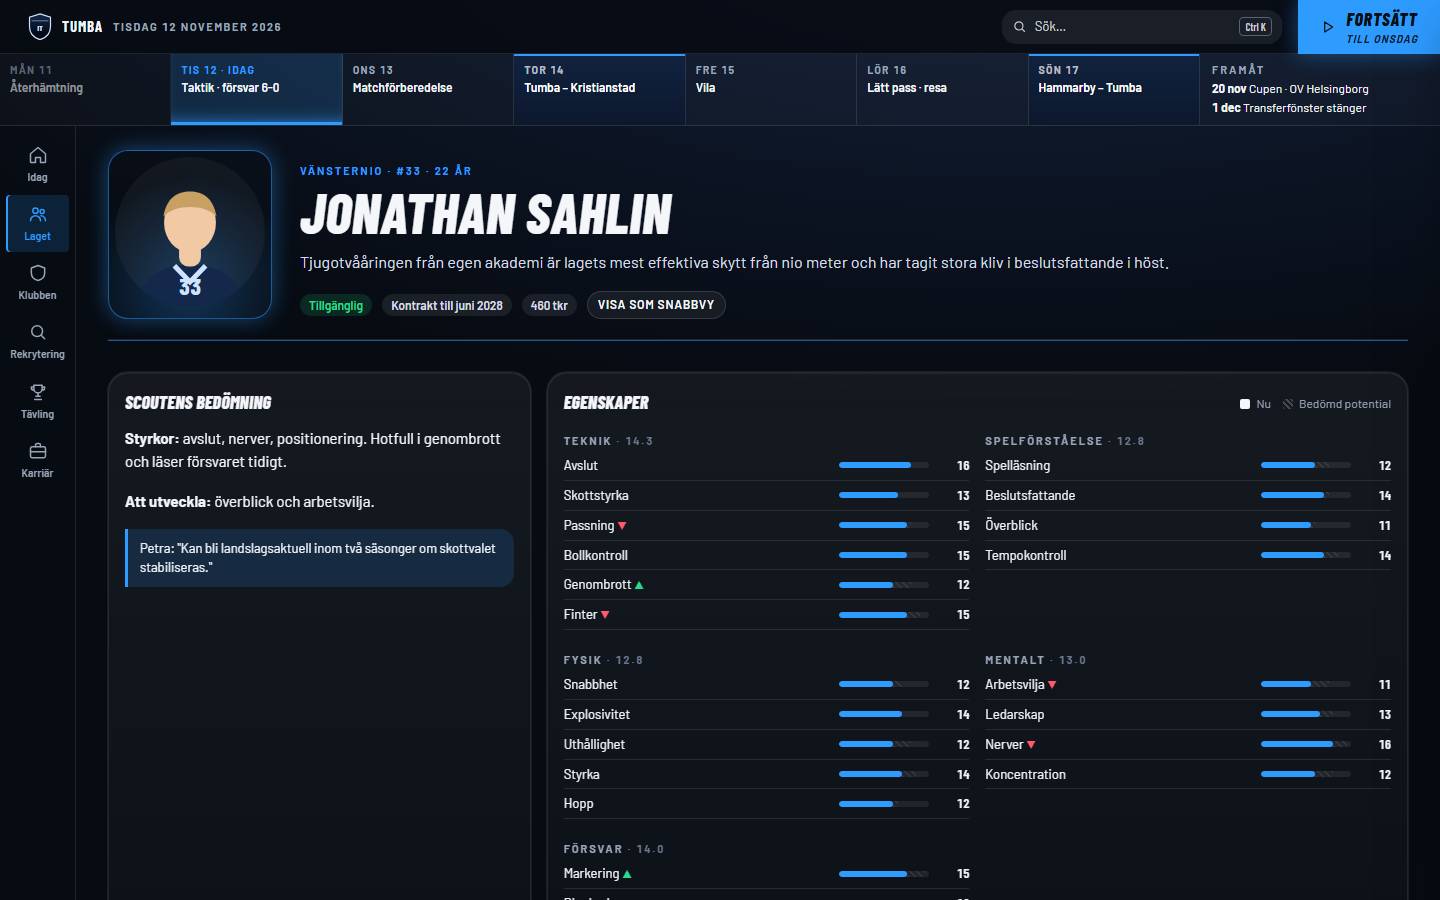 IT
TUMBA
TISDAG 12 NOVEMBER 2026
Sök...
Ctrl K
FORTSÄTT
TILL ONSDAG
MÅN 11
Återhämtning
TIS 12 · IDAG
Taktik · försvar 6-0
ONS 13
Matchförberedelse
TOR 14
Tumba – Kristianstad
FRE 15
Vila
LÖR 16
Lätt pass · resa
SÖN 17
Hammarby – Tumba
FRAMÅT
20 nov Cupen · OV Helsingborg
1 dec Transferfönster stänger
Idag
Laget
Klubben
Rekrytering
Tävling
Karriär
33
VÄNSTERNIO · #33 · 22 ÅR
JONATHAN SAHLIN
Tjugotvååringen från egen akademi är lagets mest effektiva skytt från nio meter och har tagit stora kliv i beslutsfattande i höst.
Tillgänglig
Kontrakt till juni 2028
460 tkr
VISA SOM SNABBVY
SCOUTENS BEDÖMNING
Styrkor: avslut, nerver, positionering. Hotfull i genombrott
och läser försvaret tidigt.
Att utveckla: överblick och arbetsvilja.
Petra: "Kan bli landslagsaktuell inom två säsonger om skottvalet
stabiliseras."
EGENSKAPER
Nu
Bedömd potential
TEKNIK · 14.3
Avslut 16
Skottstyrka 13
Passning ▼ 15
Bollkontroll 15
Genombrott ▲ 12
Finter ▼ 15
SPELFÖRSTÅELSE · 12.8
Spelläsning 12
Beslutsfattande 14
Överblick 11
Tempokontroll 14
FYSIK · 12.8
Snabbhet 12
Explosivitet 14
Uthållighet 12
Styrka 14
Hopp 12
MENTALT · 13.0
Arbetsvilja ▼ 11
Ledarskap 13
Nerver ▼ 16
Koncentration 12
FÖRSVAR · 14.0
Markering ▲ 15